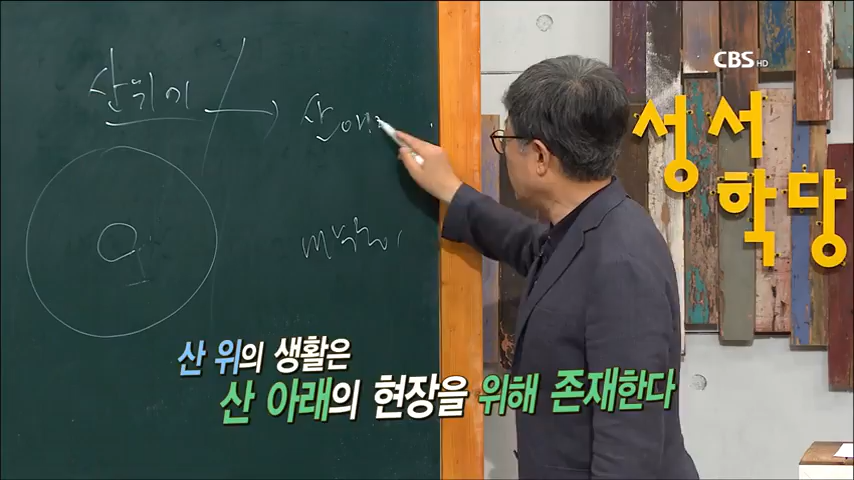 CBS HD
성서
학당
산위에
산 아래
산 위의 생활은
산 아래의 현장을 위해 존재한다